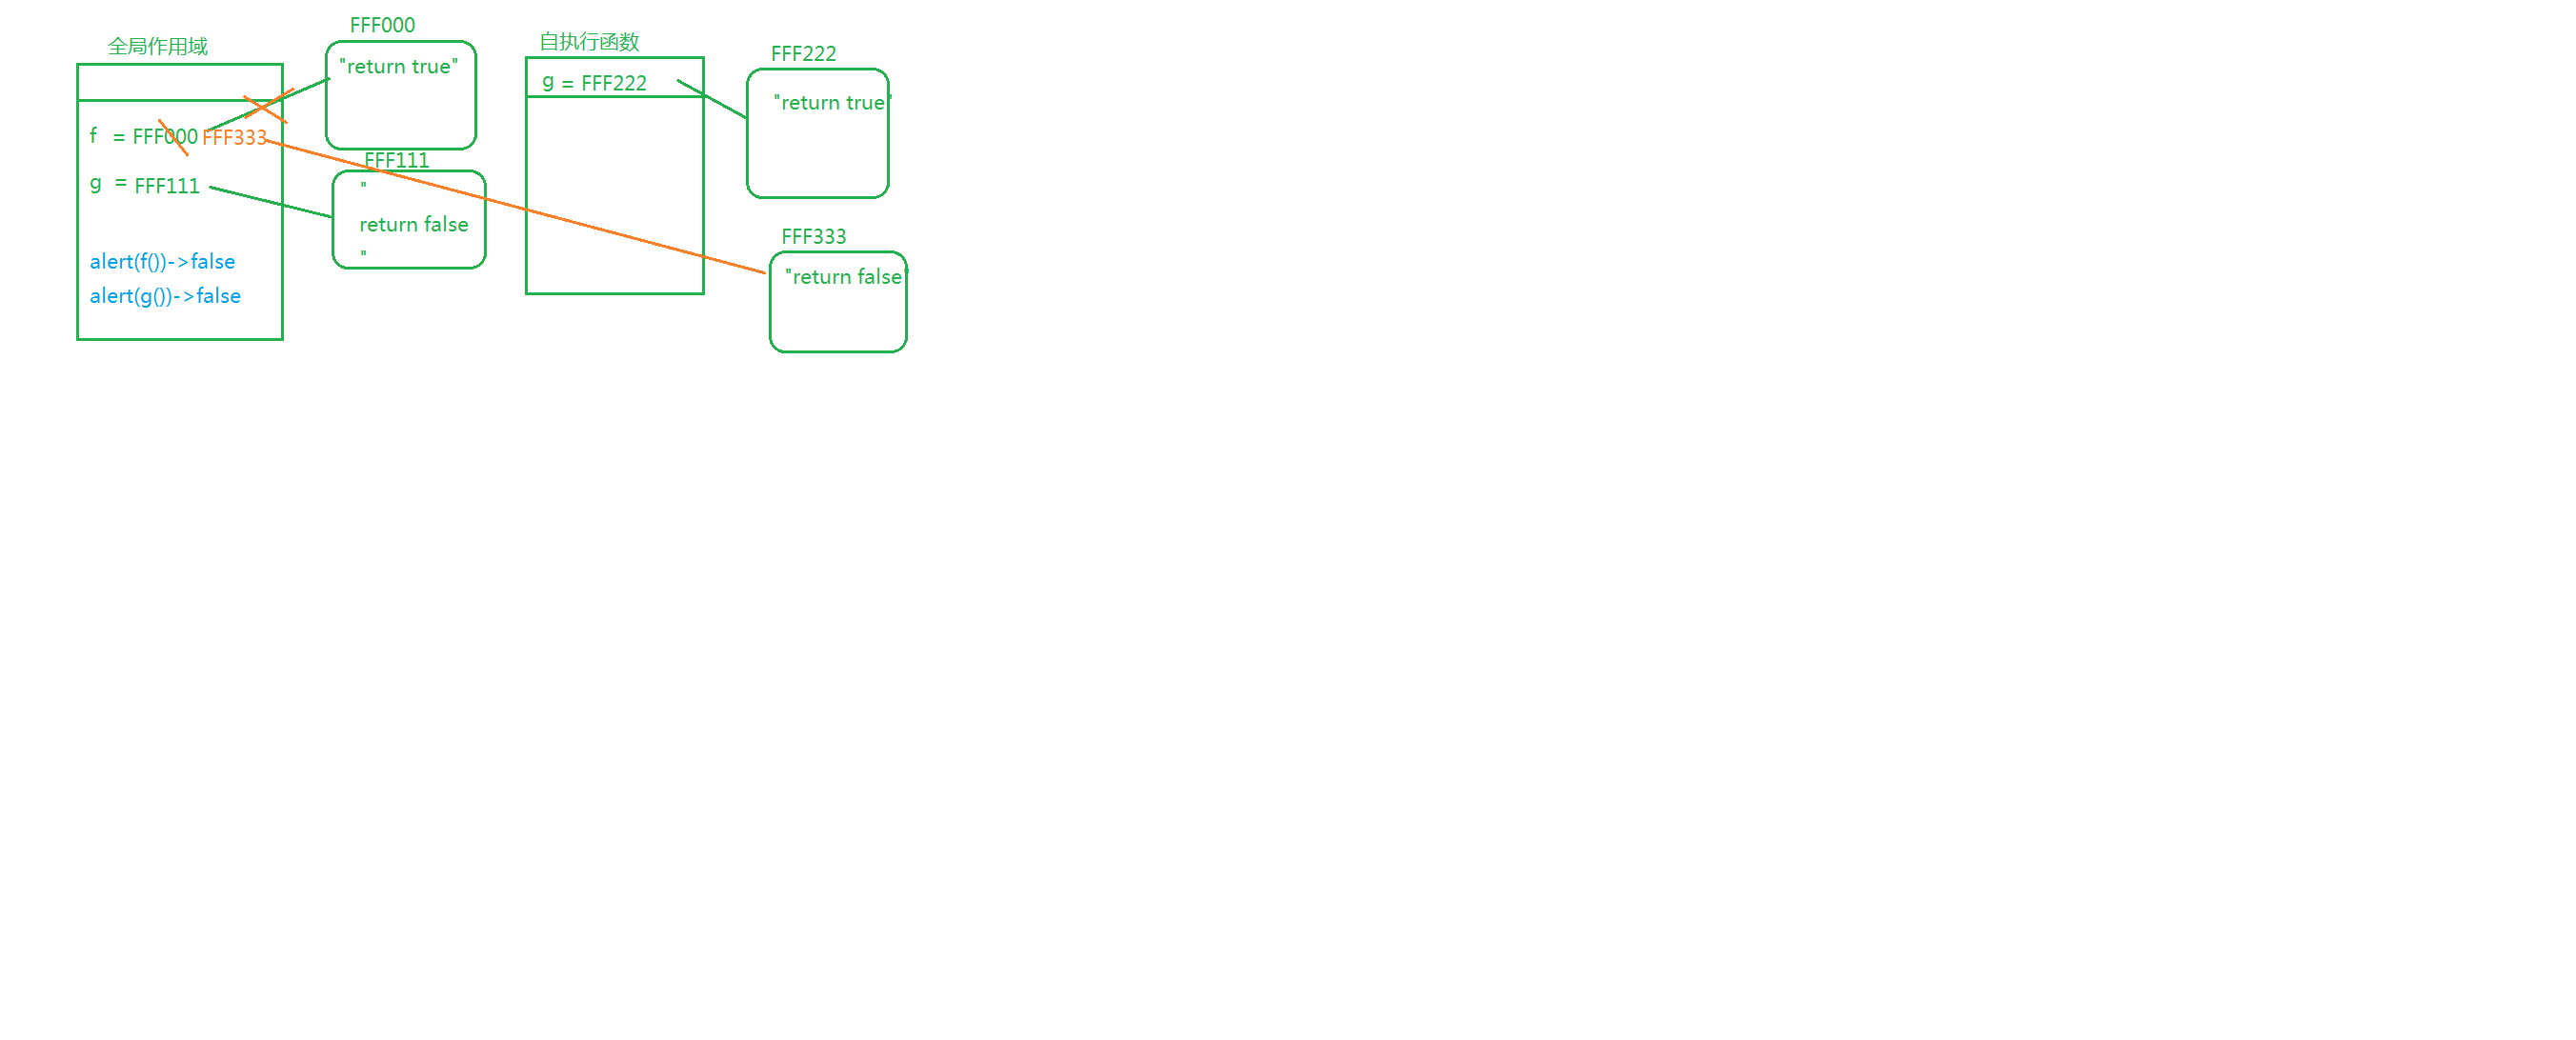 全局作用域
f = FFF000 FFF333
g = FFF111
alert(f())->false
alert(g())->false
FFF000
"return true"
FFF111
"
return false
"
自执行函数
g = FFF222
FFF222
"return true"
FFF333
"return false"